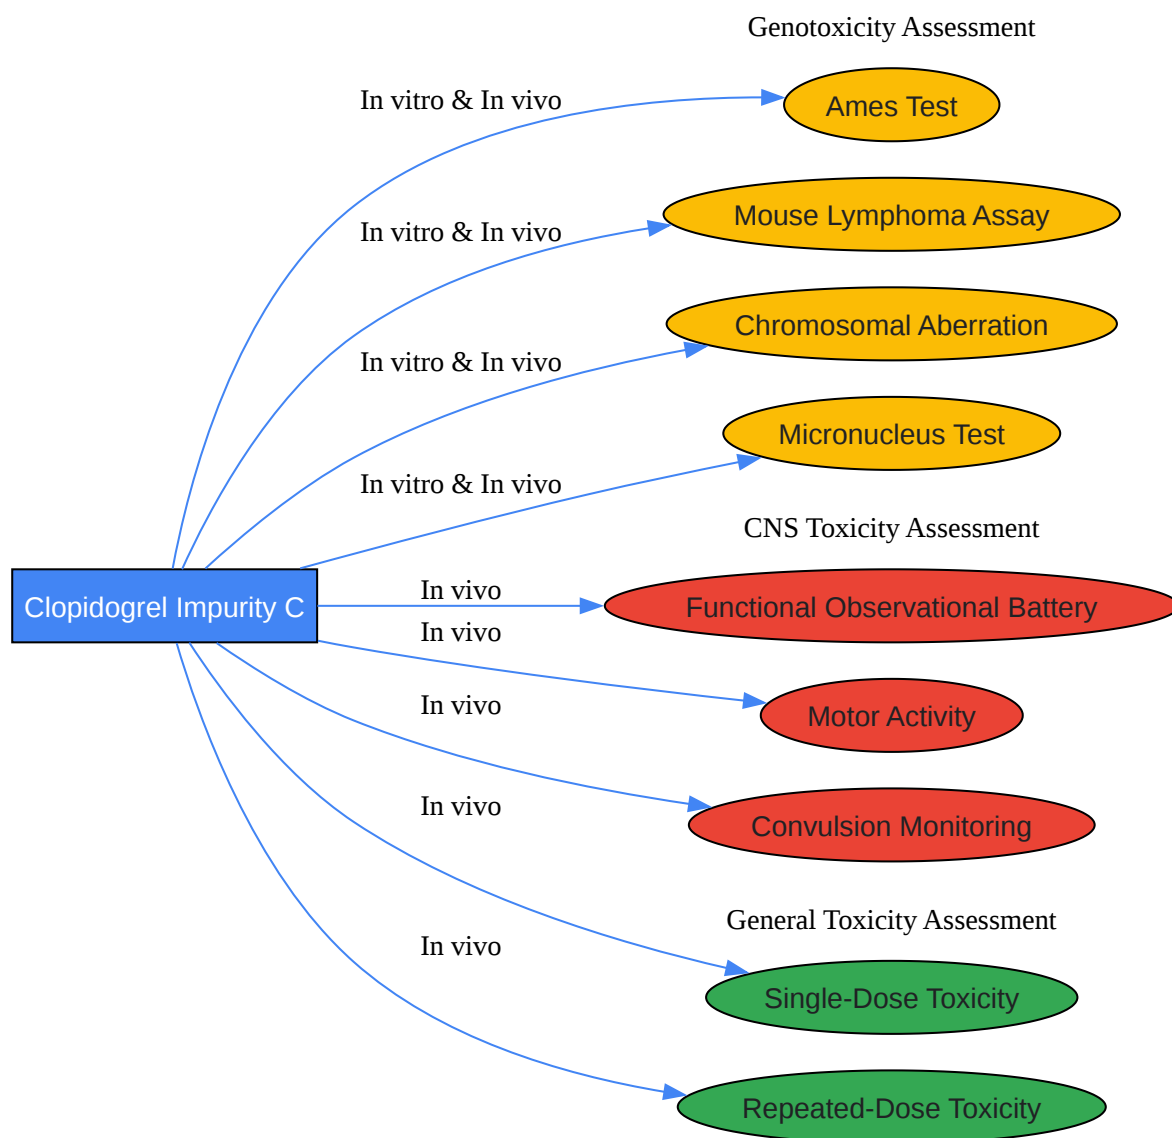 Genotoxicity Assessment
In vitro & In vivo
Ames Test
In vitro & In vivo
Mouse Lymphoma Assay
In vitro & In vivo
Chromosomal Aberration
In vitro & In vivo
Micronucleus Test
CNS Toxicity Assessment
Clopidogrel Impurity C
In vivo
Functional Observational Battery
In vivo
Motor Activity
In vivo
Convulsion Monitoring
In vivo
General Toxicity Assessment
Single-Dose Toxicity
In vivo
Repeated-Dose Toxicity